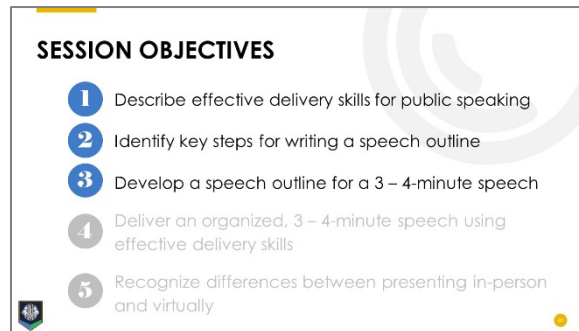 SESSION OBJECTIVES
1 Describe effective delivery skills for public speaking
2 Identify key steps for writing a speech outline
3 Develop a speech outline for a 3 – 4-minute speech
4 Deliver an organized, 3 – 4-minute speech using
effective delivery skills
5 Recognize differences between presenting in-person
and virtually